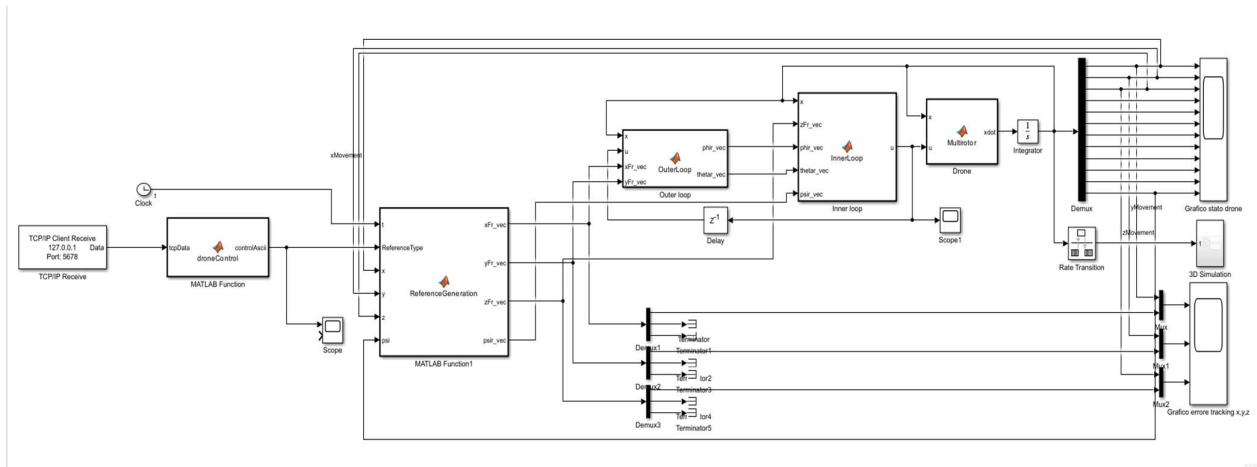 TCP/IP Client Receive
127.0.0.1
Port: 5678
Data
TCP/IP Receive
Clock
t
tcpData
droneControl
controlAscii
MATLAB Function
Scope
xMovement
t
ReferenceType
x
y
z
psi
ReferenceGeneration
xFr_vec
yFr_vec
zFr_vec
psir_vec
MATLAB Function1
x
u
xFr_vec
yFr_vec
OuterLoop
phir_vec
thetar_vec
Outer loop
z-1
Delay
x
zFr_vec
phir_vec
thetar_vec
psir_vec
InnerLoop
u
Inner loop
Scope1
x
u
Multirotor
xdot
Drone
1
s
Integrator
Demux
yMovement
zMovement
Grafico stato drone
Rate Transition
t
3D Simulation
Demux1
Terminator
Terminator1
Demux2
tor2
Terminator3
Demux3
tor4
Terminator5
Mux
Mux1
Mux2
Grafico errore tracking x,y,z